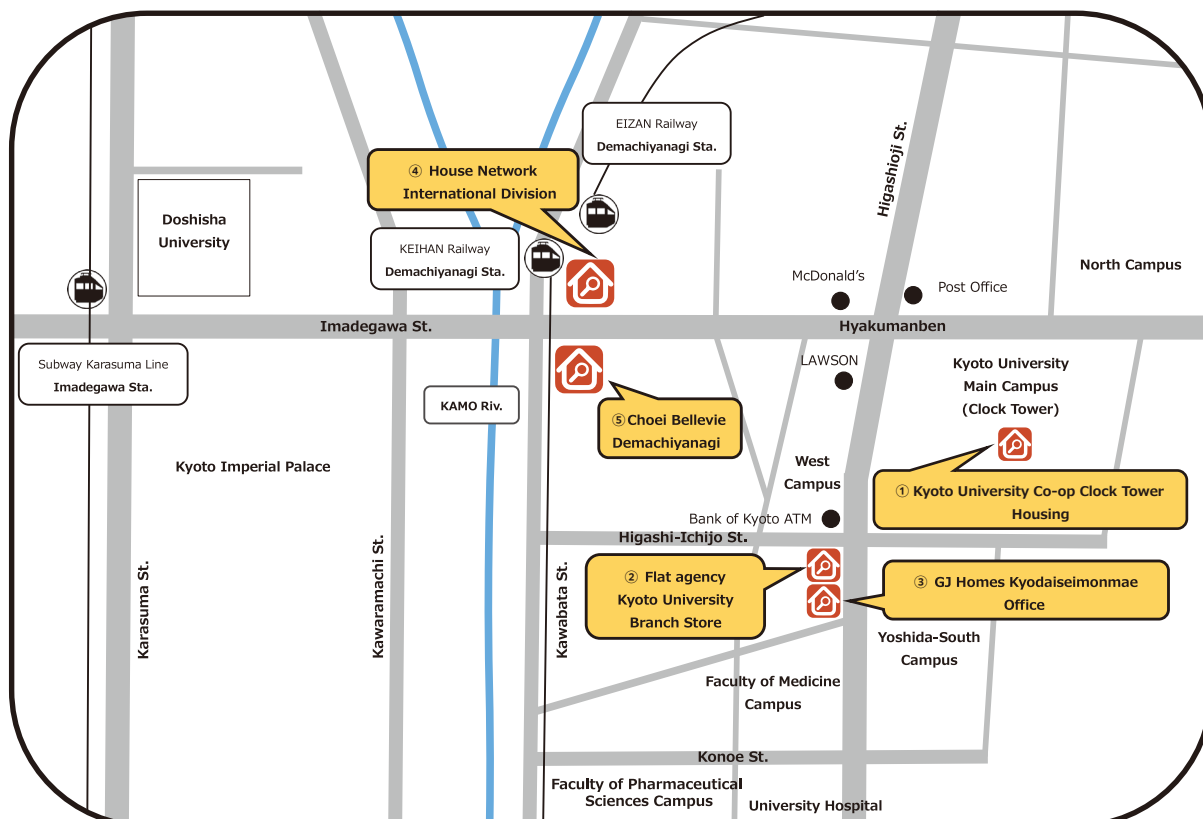 EIZAN Railway
Demachiyanagi Sta.
④ House Network
International Division
Higashioji St.
Doshisha
University
KEIHAN Railway
Demachiyanagi Sta.
North Campus
McDonald's
Post Office
Imadegawa St.
Hyakumanben
Subway Karasuma Line
Imadegawa Sta.
LAWSON
Kyoto University
Main Campus
(Clock Tower)
KAMO Riv.
⑤ Choei Bellevie
Demachiyanagi
Kyoto Imperial Palace
West
Campus
① Kyoto University Co-op Clock Tower
Housing
Bank of Kyoto ATM
Higashi-Ichijo St.
② Flat agency
Kyoto University
Branch Store
③ GJ Homes Kyodaiseimonmae
Office
Karasuma St.
Kawaramachi St.
Kawabata St.
Yoshida-South
Campus
Faculty of Medicine
Campus
Konoe St.
Faculty of Pharmaceutical
Sciences Campus
University Hospital